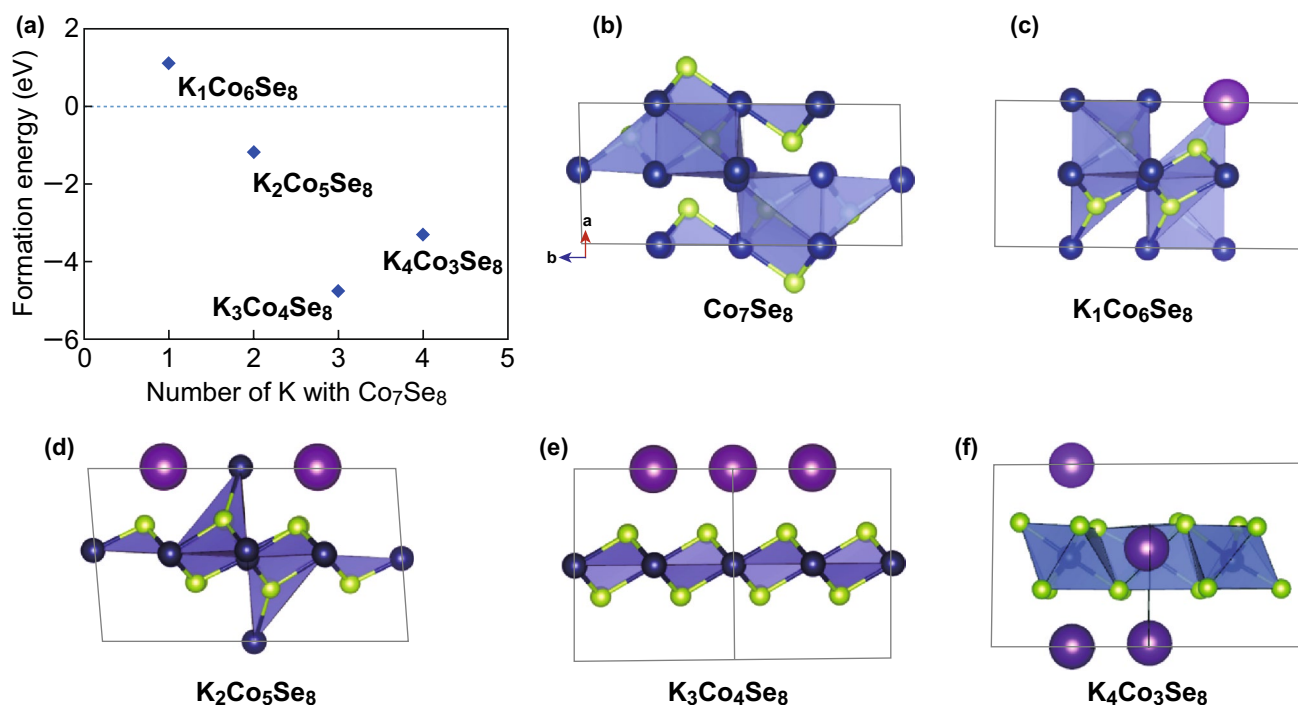 (a)
2
0
−2
−4
−6
Formation energy (eV)
K₁Co₆Se₈
K₂Co₅Se₈
K₄Co₃Se₈
K₃Co₄Se₈
0 1 2 3 4 5
Number of K with Co₇Se₈
(b)
a
b
Co₇Se₈
(c)
K₁Co₆Se₈
(d)
K₂Co₅Se₈
(e)
K₃Co₄Se₈
(f)
K₄Co₃Se₈